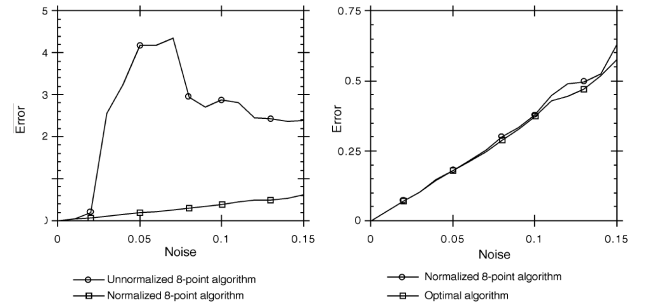 5
4
3
2
1
0
Error
0
0.05
0.1
0.15
Noise
Unnormalized 8-point algorithm
Normalized 8-point algorithm
0.75
0.5
0.25
0
Error
0
0.05
0.1
0.15
Noise
Normalized 8-point algorithm
Optimal algorithm